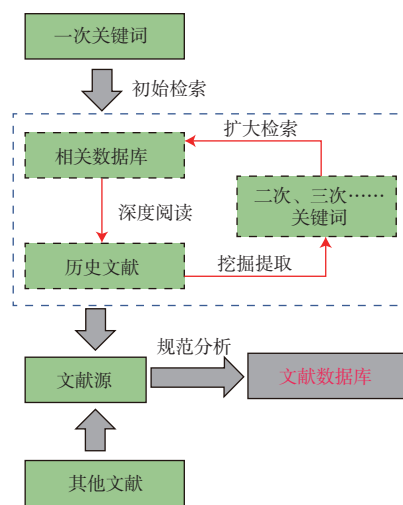 一次关键词
初始检索
扩大检索
相关数据库
二次、三次……
关键词
深度阅读
历史文献
挖掘提取
规范分析
文献源
文献数据库
其他文献